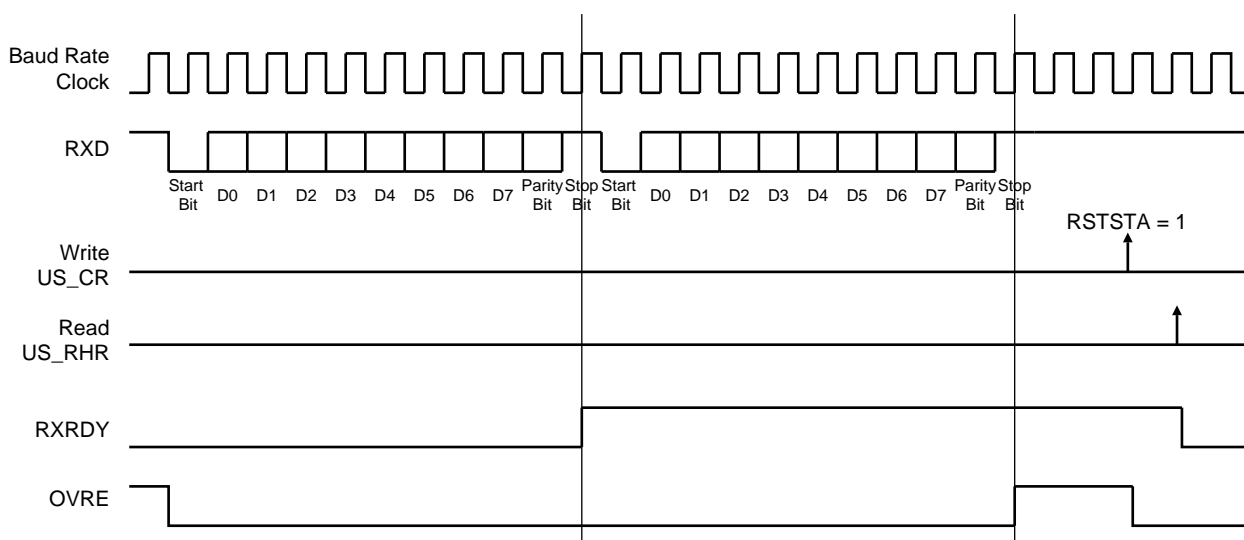 Baud Rate
Clock
RXD
Start
Bit
D0
D1
D2
D3
D4
D5
D6
D7
Parity
Bit
Stop
Bit
Start
Bit
D0
D1
D2
D3
D4
D5
D6
D7
Parity
Bit
Stop
Bit
RSTSTA = 1
Write
US_CR
Read
US_RHR
RXRDY
OVRE